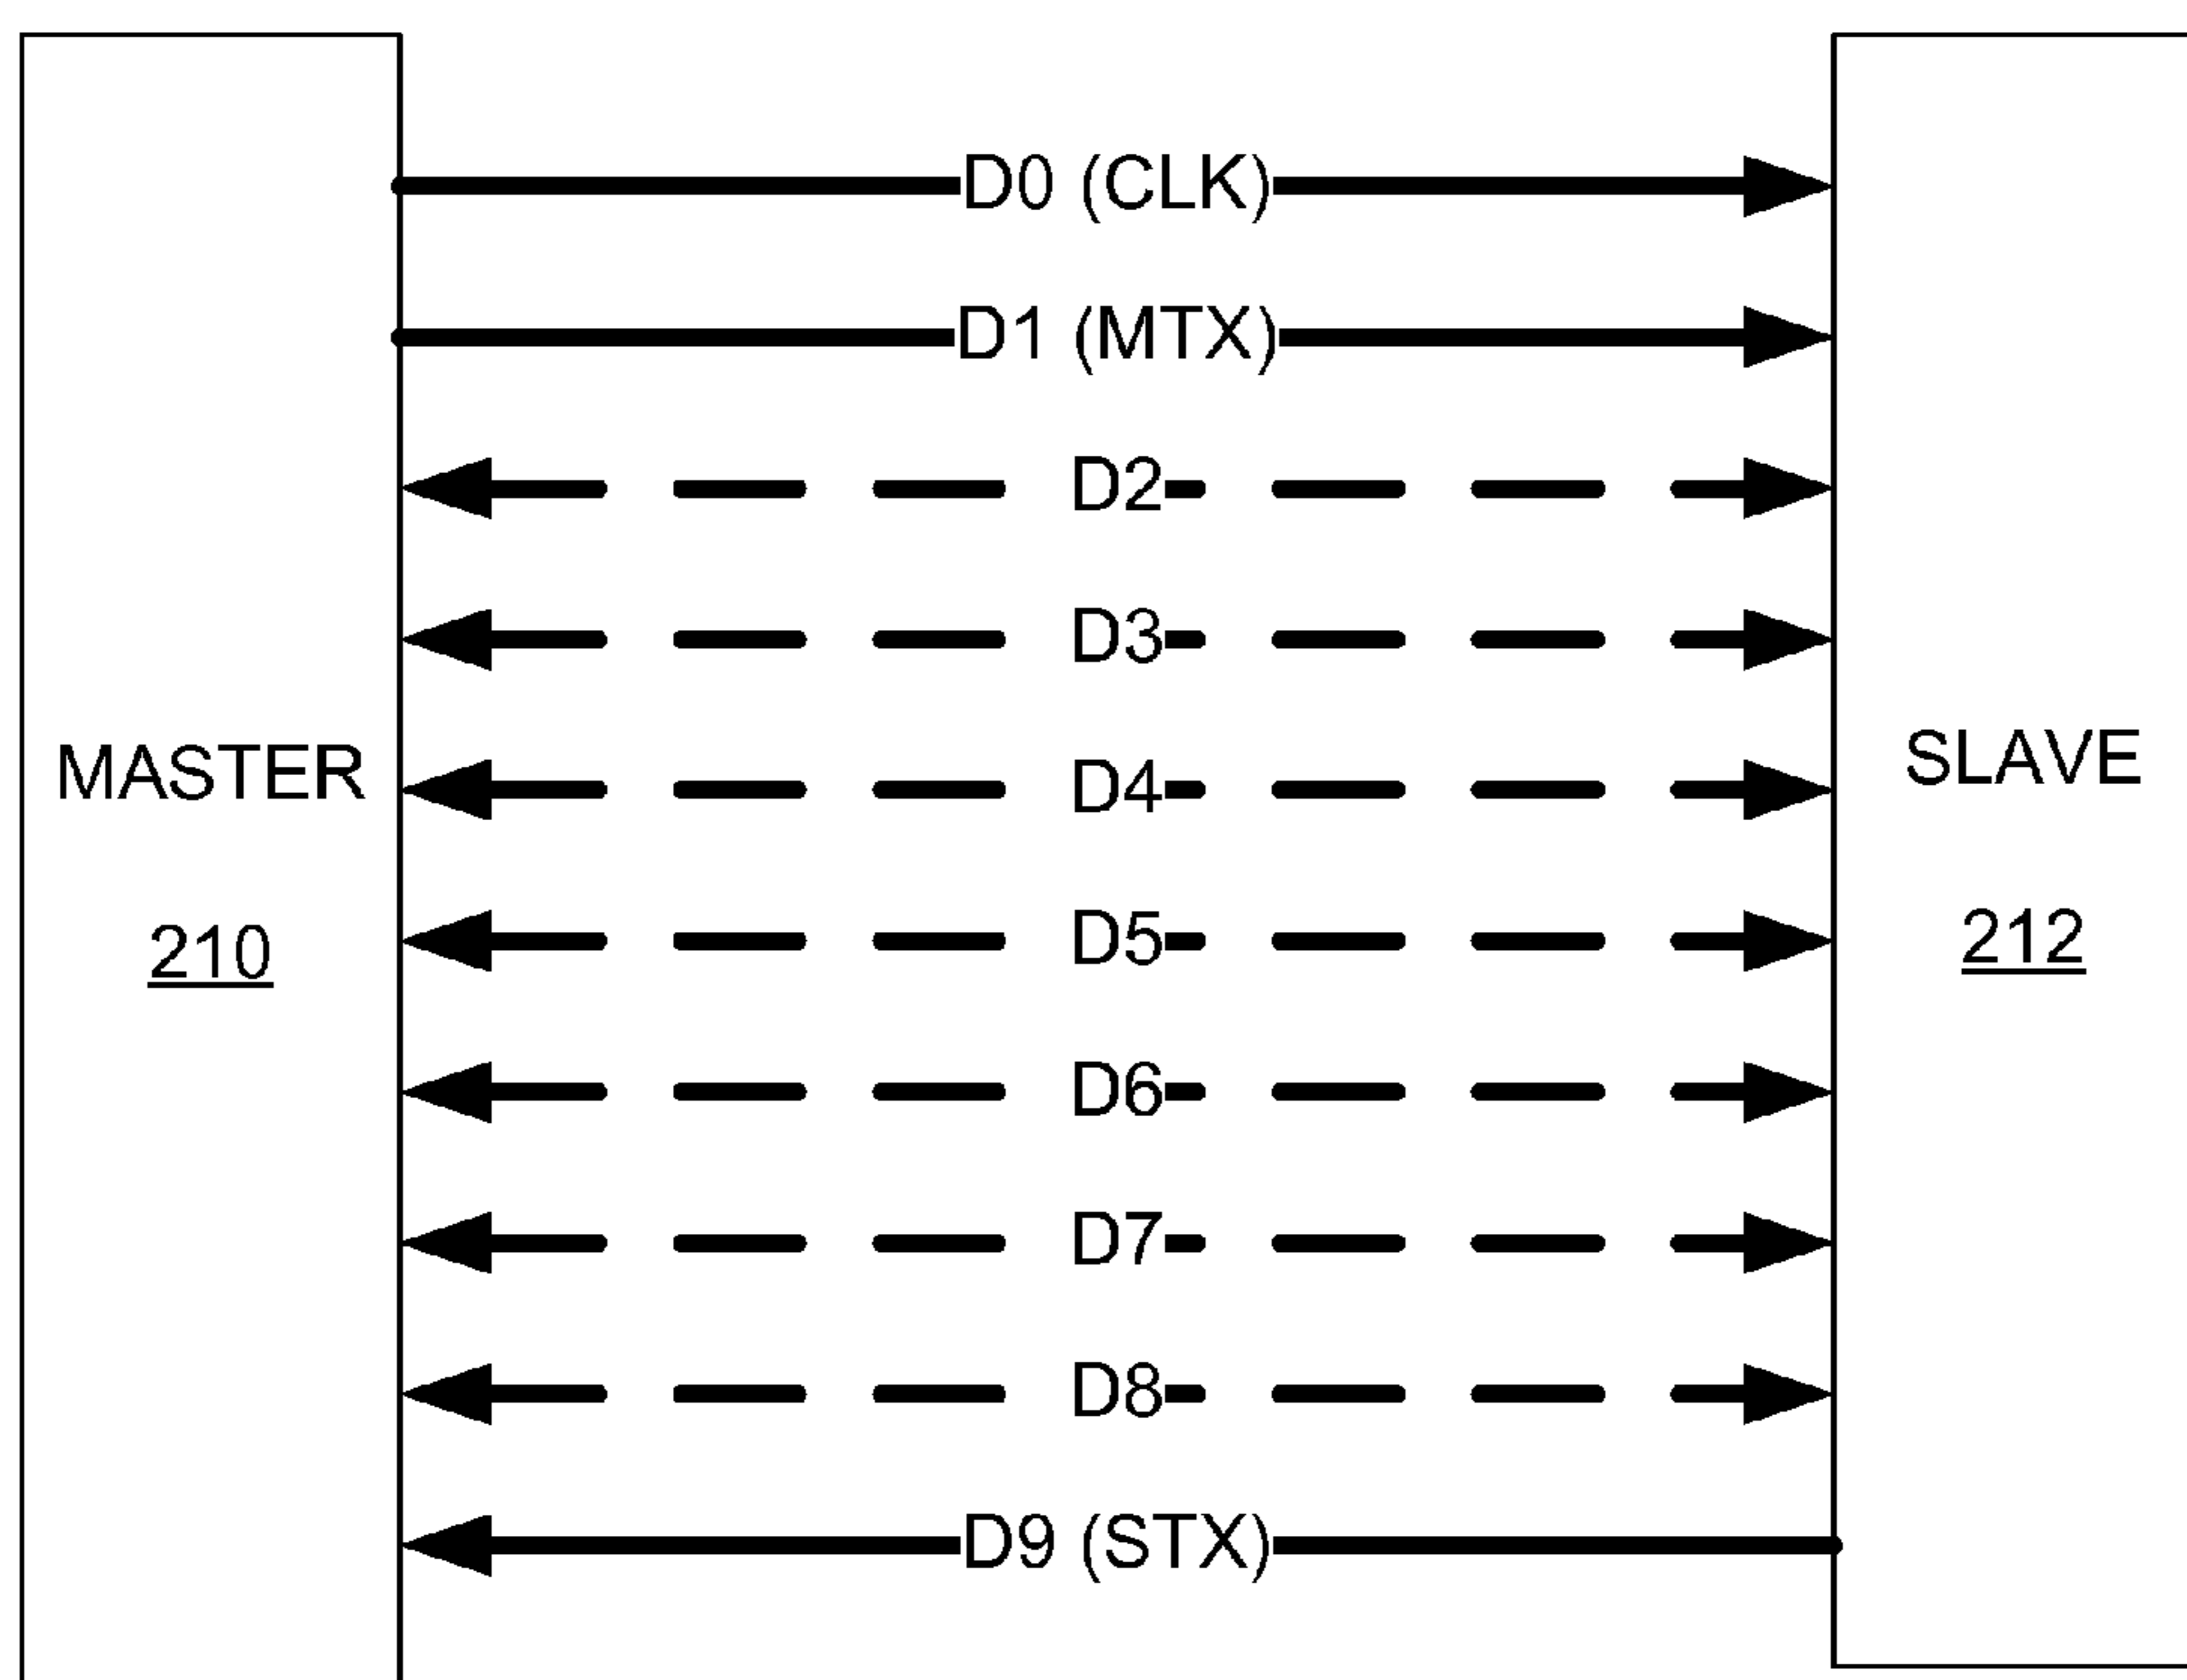 D0 (CLK)
D1 (MTX)
D2
D3
MASTER
D4
SLAVE
210
D5
212
D6
D7
D8
D9 (STX)